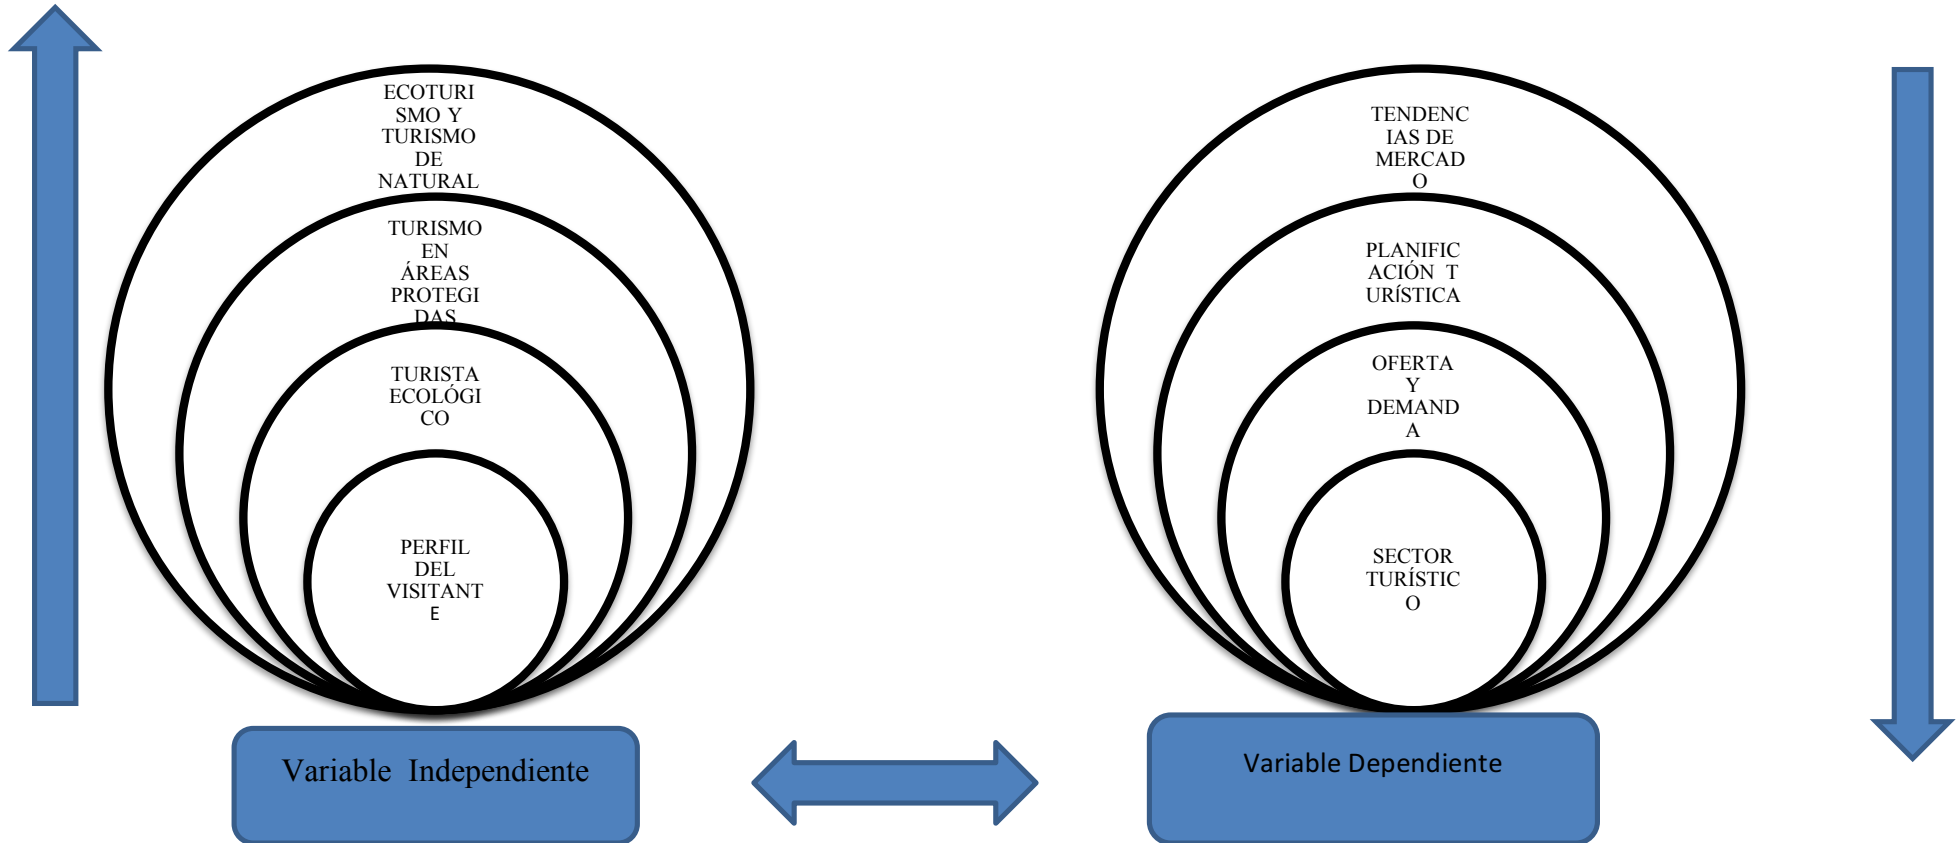 ECOTURI
SMO Y
TURISMO
DE
NATURAL
TURISMO
EN
ÁREAS
PROTEGI
DAS
TURISTA
ECOLÓGI
CO
PERFIL
DEL
VISITANT
E
Variable Independiente
TENDENC
IAS DE
MERCAD
O
PLANIFIC
ACIÓN T
URÍSTICA
OFERTA
Y
DEMAND
A
SECTOR
TURÍSTIC
O
Variable Dependiente